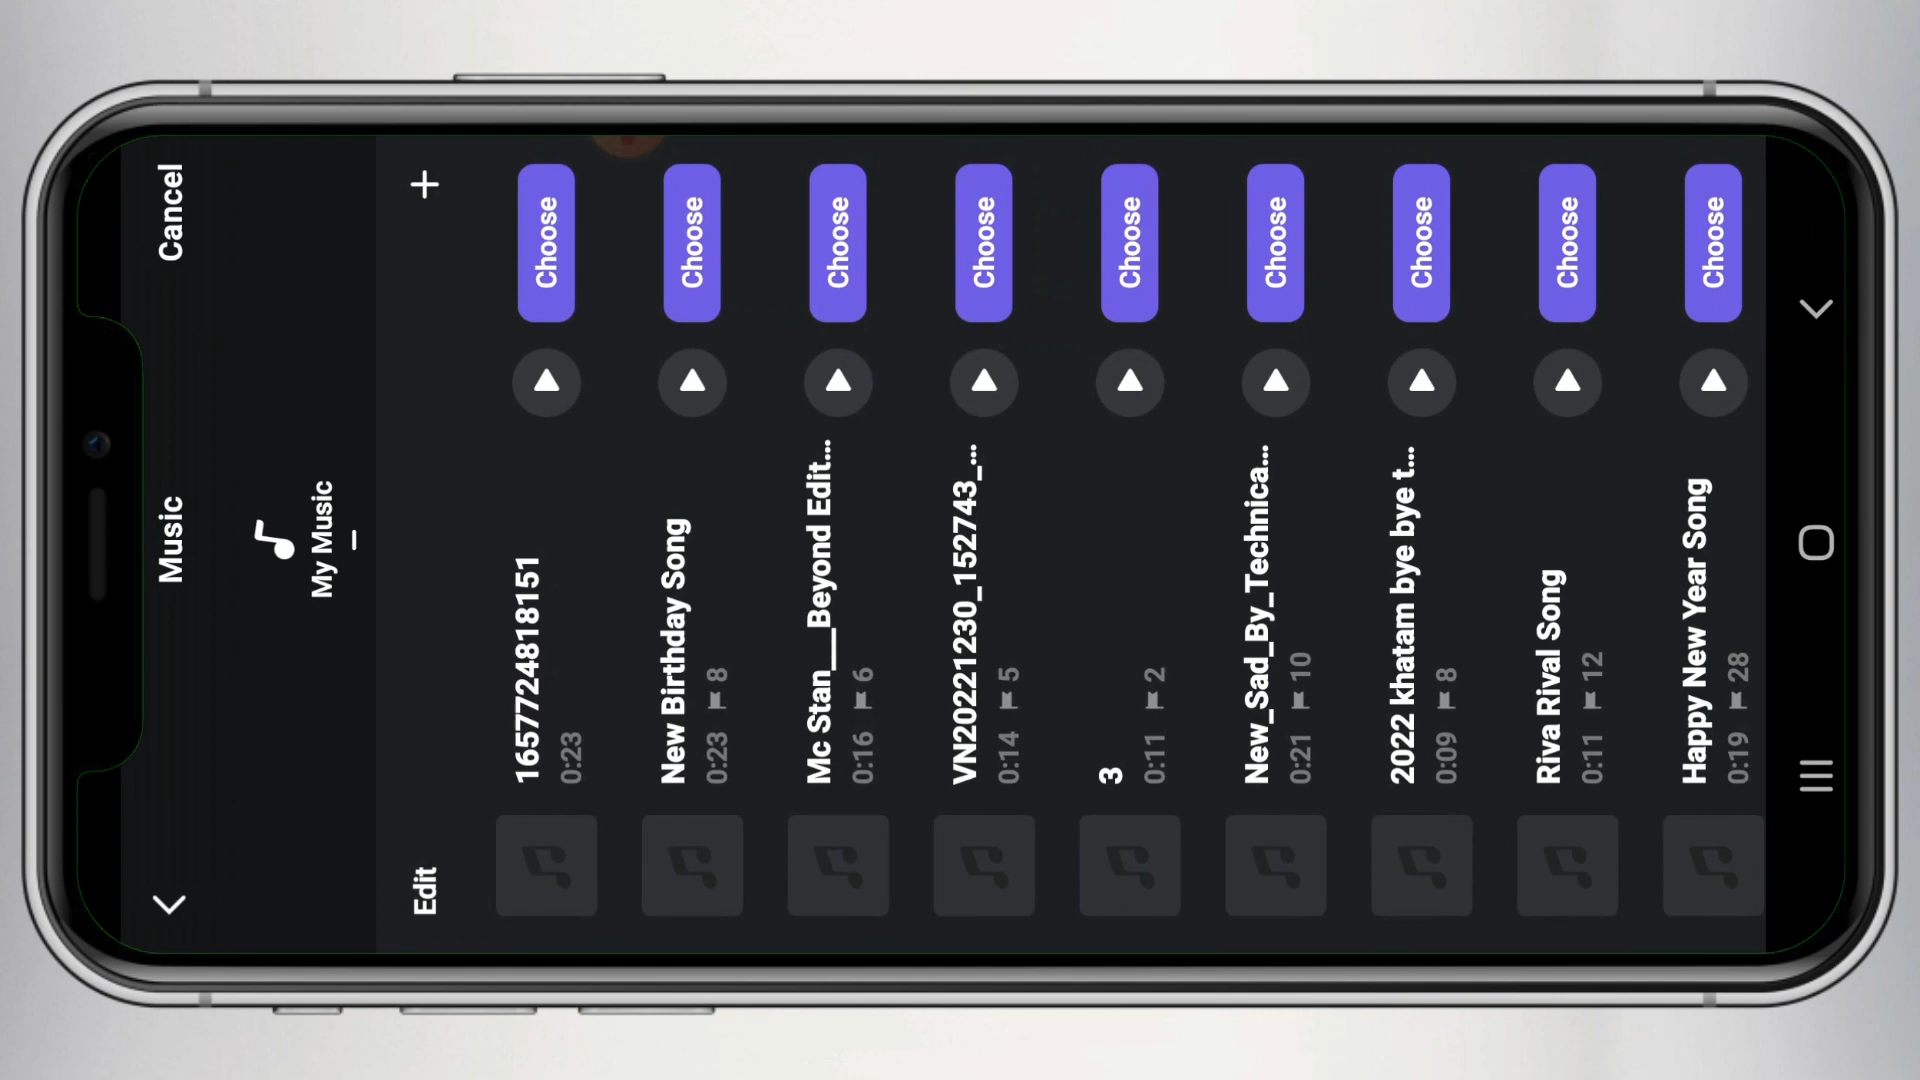 Music
Cancel
My Music
Edit
+
1657724818151
0:23
Choose
New Birthday Song
0:23 8
Choose
Mc Stan___Beyond Edit...
0:16 6
Choose
VN20221230_152743_...
0:14 5
Choose
3
0:11 2
Choose
New_Sad_By_Technica...
0:21 10
Choose
2022 khatam bye bye t...
0:09 8
Choose
Riva Rival Song
0:11 12
Choose
Happy New Year Song
0:19 28
Choose